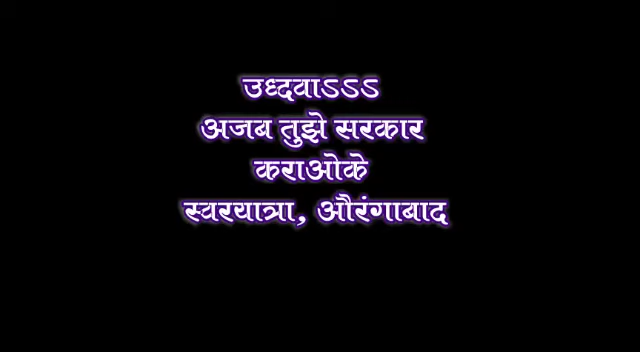 उध्दवाऽऽऽ
अजब तुझे सरकार
कराओके
स्वरयात्रा, औरंगाबाद